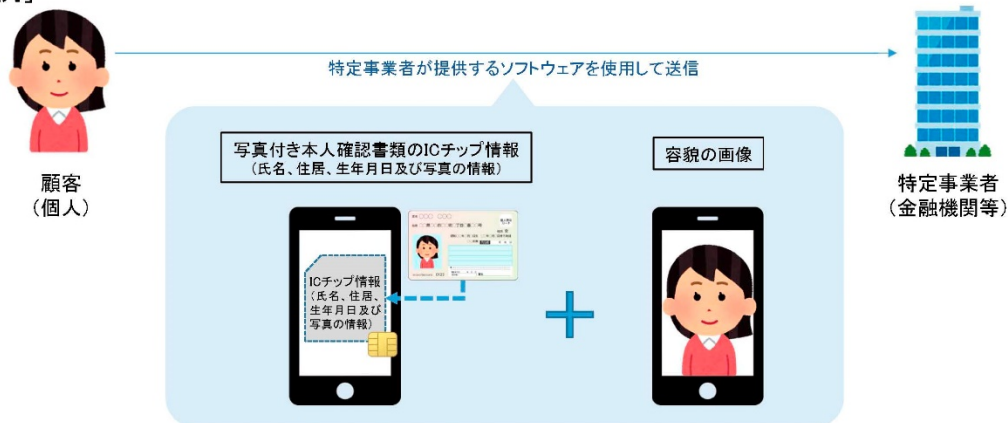 特定事業者が提供するソフトウェアを使用して送信
写真付き本人確認書類のICチップ情報
(氏名、住居、生年月日及び写真の情報)
容貌の画像
顧客
(個人)
特定事業者
(金融機関等)
ICチップ情報
(氏名、住居、
生年月日及び
写真の情報)